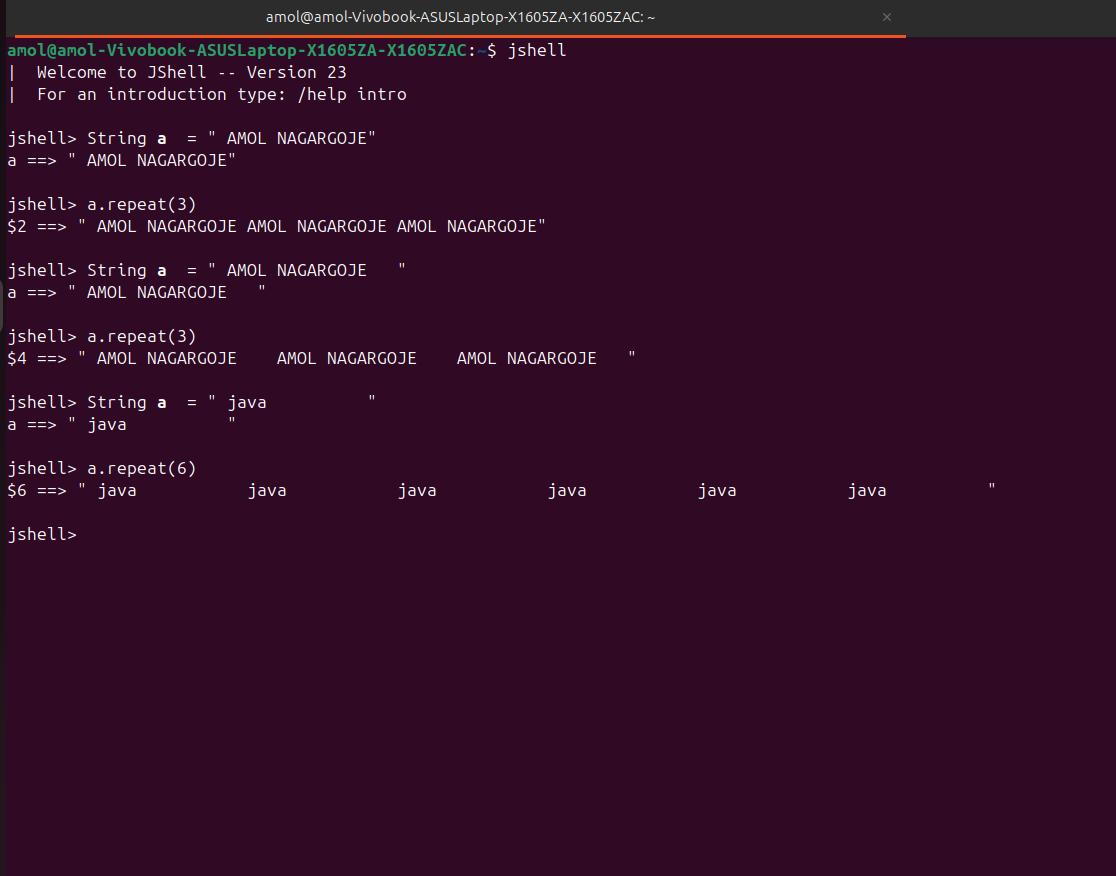 amol@amol-Vivobook-ASUSLaptop-X1605ZA-X1605ZAC: ~ ×
amol@amol-Vivobook-ASUSLaptop-X1605ZA-X1605ZAC:~$ jshell
|  Welcome to JShell -- Version 23
|  For an introduction type: /help intro
jshell> String a  = " AMOL NAGARGOJE"
a ==> " AMOL NAGARGOJE"
jshell> a.repeat(3)
$2 ==> " AMOL NAGARGOJE AMOL NAGARGOJE AMOL NAGARGOJE"
jshell> String a  = " AMOL NAGARGOJE   "
a ==> " AMOL NAGARGOJE   "
jshell> a.repeat(3)
$4 ==> " AMOL NAGARGOJE    AMOL NAGARGOJE    AMOL NAGARGOJE   "
jshell> String a  = " java          "
a ==> " java          "
jshell> a.repeat(6)
$6 ==> " java           java           java           java           java           java          "
jshell>